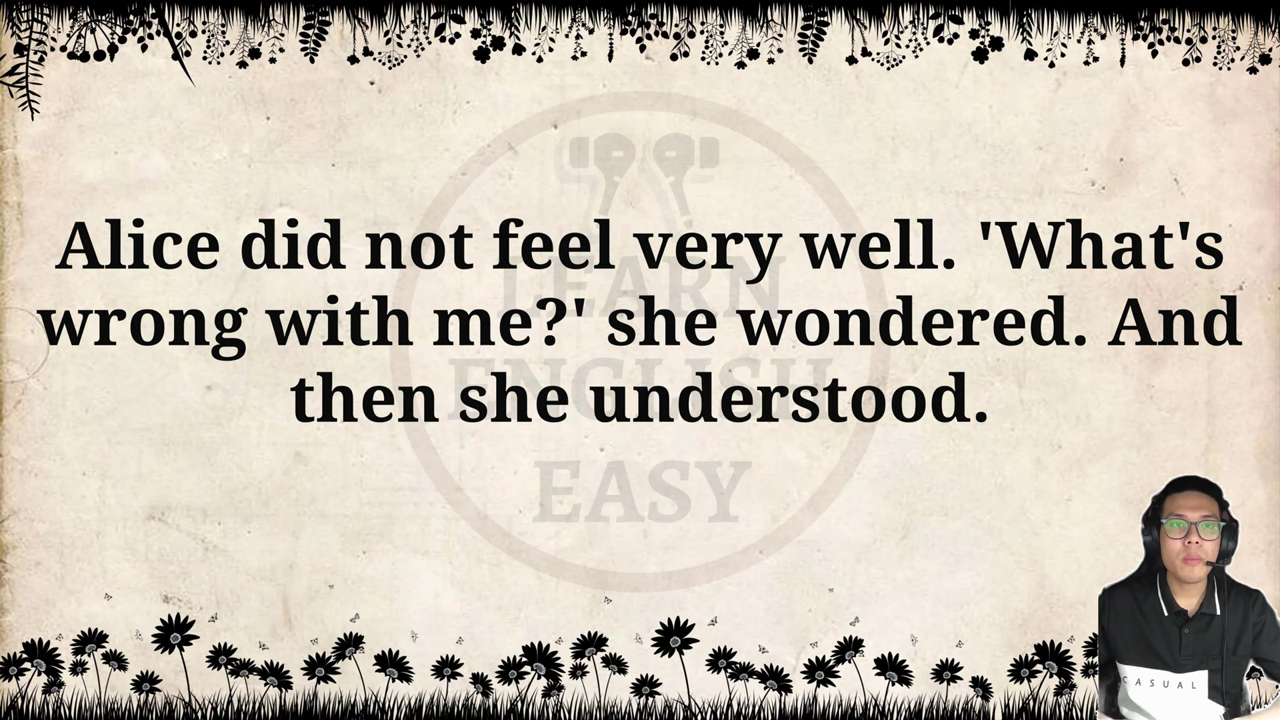 Alice did not feel very well. 'What's
wrong with me?' she wondered. And
then she understood.
LEARN
ENGLISH
EASY
CASUAL